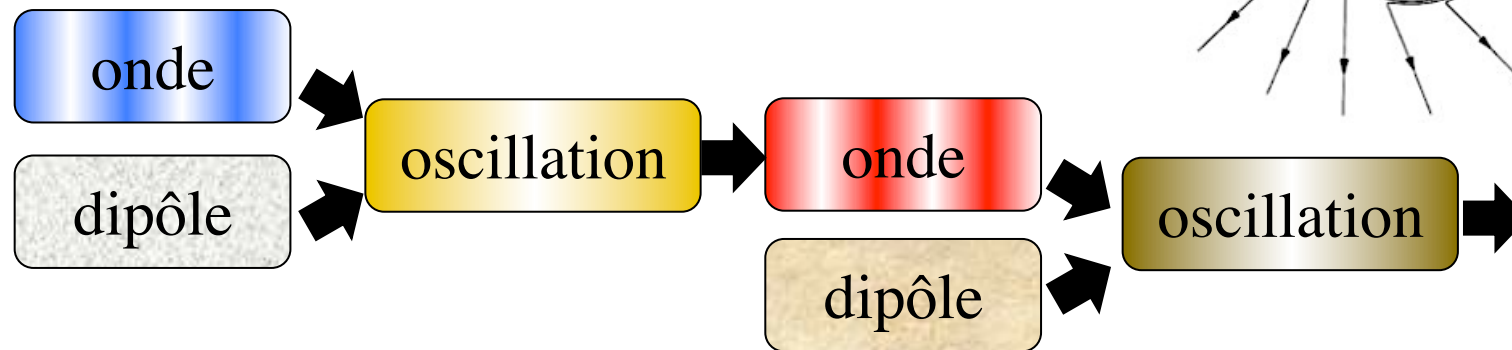 onde
dipôle
oscillation
onde
dipôle
oscillation